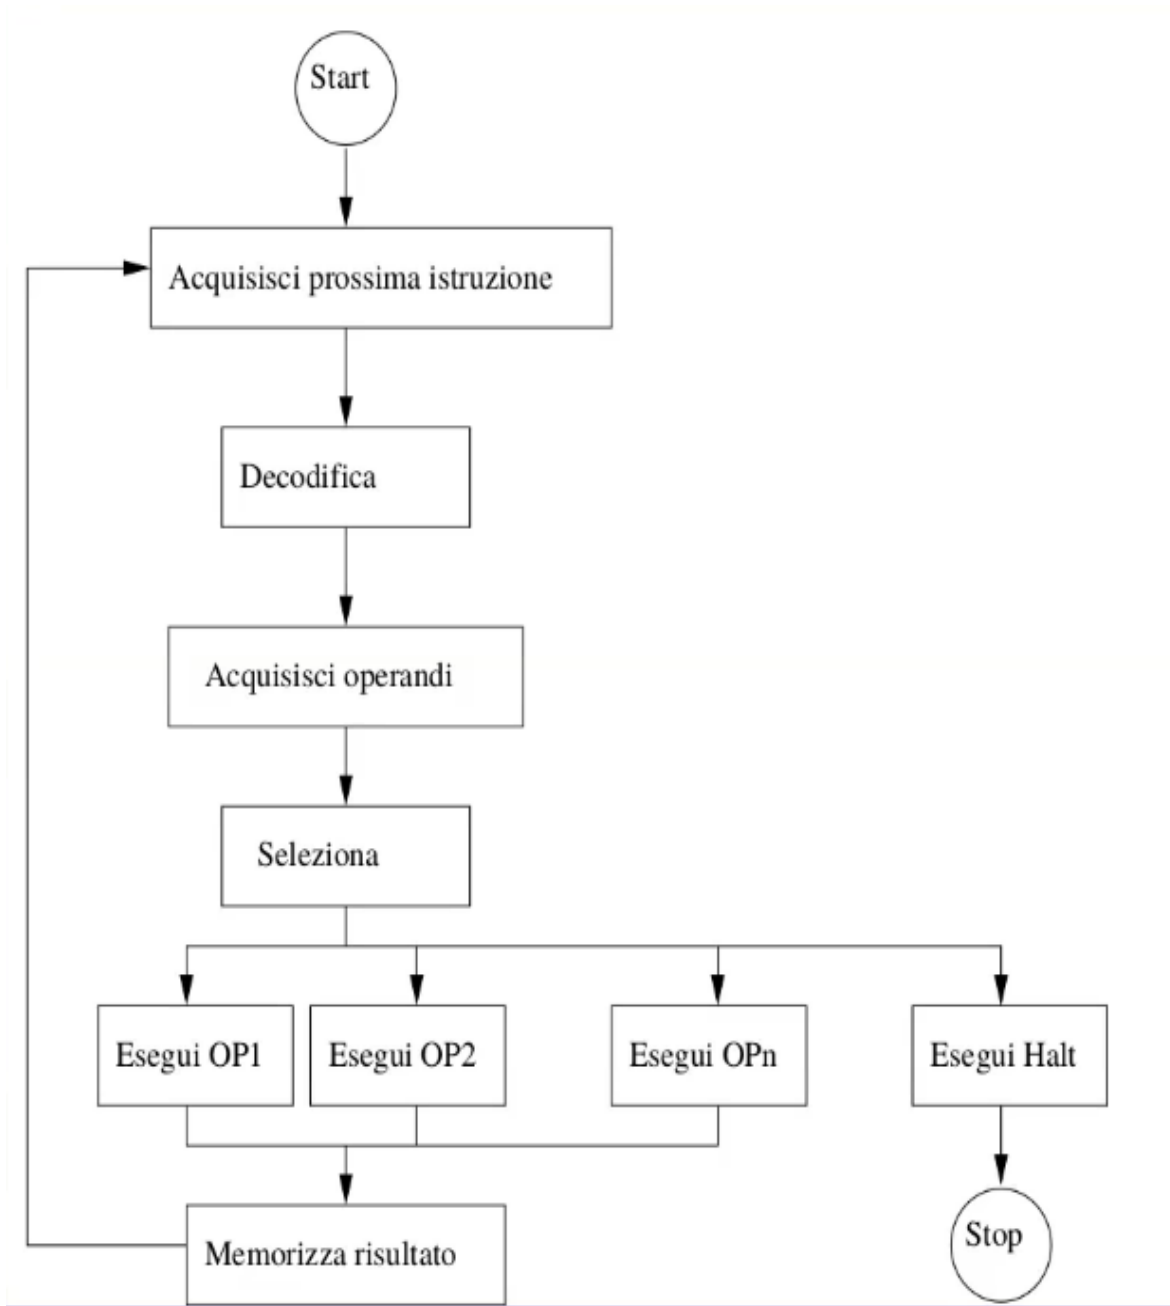 Start
Acquisisci prossima istruzione
Decodifica
Acquisisci operandi
Seleziona
Esegui OP1
Esegui OP2
Esegui OPn
Esegui Halt
Memorizza risultato
Stop